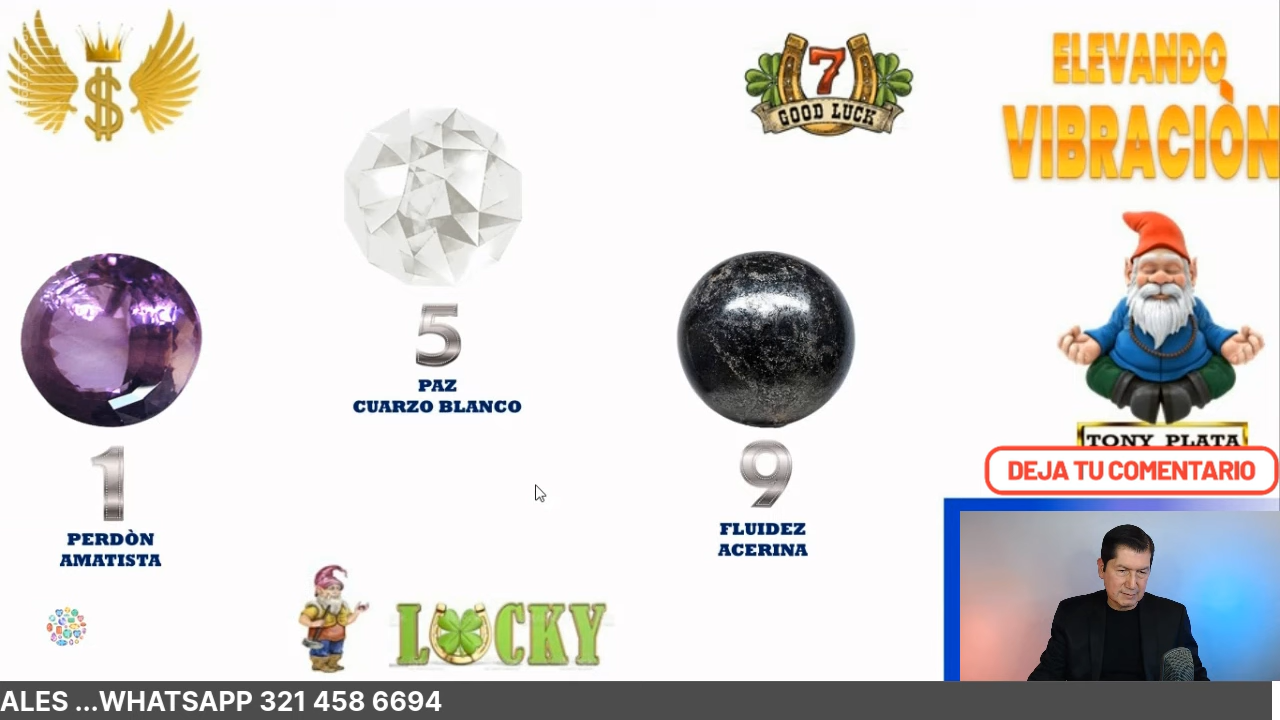 $
7
GOOD LUCK
ELEVANDO
VIBRACIÒN
5
PAZ
CUARZO BLANCO
1
PERDÒN
AMATISTA
9
FLUIDEZ
ACERINA
TONY PLATA
DEJA TU COMENTARIO
LUCKY
ALES ...WHATSAPP 321 458 6694